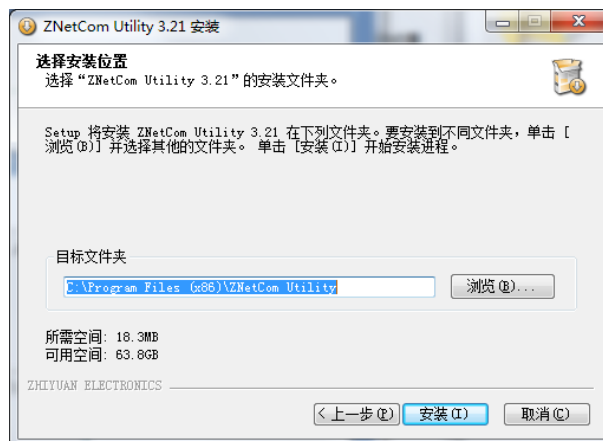 ZNetCom Utility 3.21 安装
选择安装位置
选择“ZNetCom Utility 3.21”的安装文件夹。
Setup 将安装 ZNetCom Utility 3.21 在下列文件夹。要安装到不同文件夹，单击 [
浏览(B)] 并选择其他的文件夹。 单击 [安装(I)] 开始安装进程。
目标文件夹
C:\Program Files (x86)\ZNetCom Utility
浏览(B)...
所需空间: 18.3MB
可用空间: 63.8GB
ZHIYUAN ELECTRONICS
< 上一步(P) 安装(I) 取消(C)